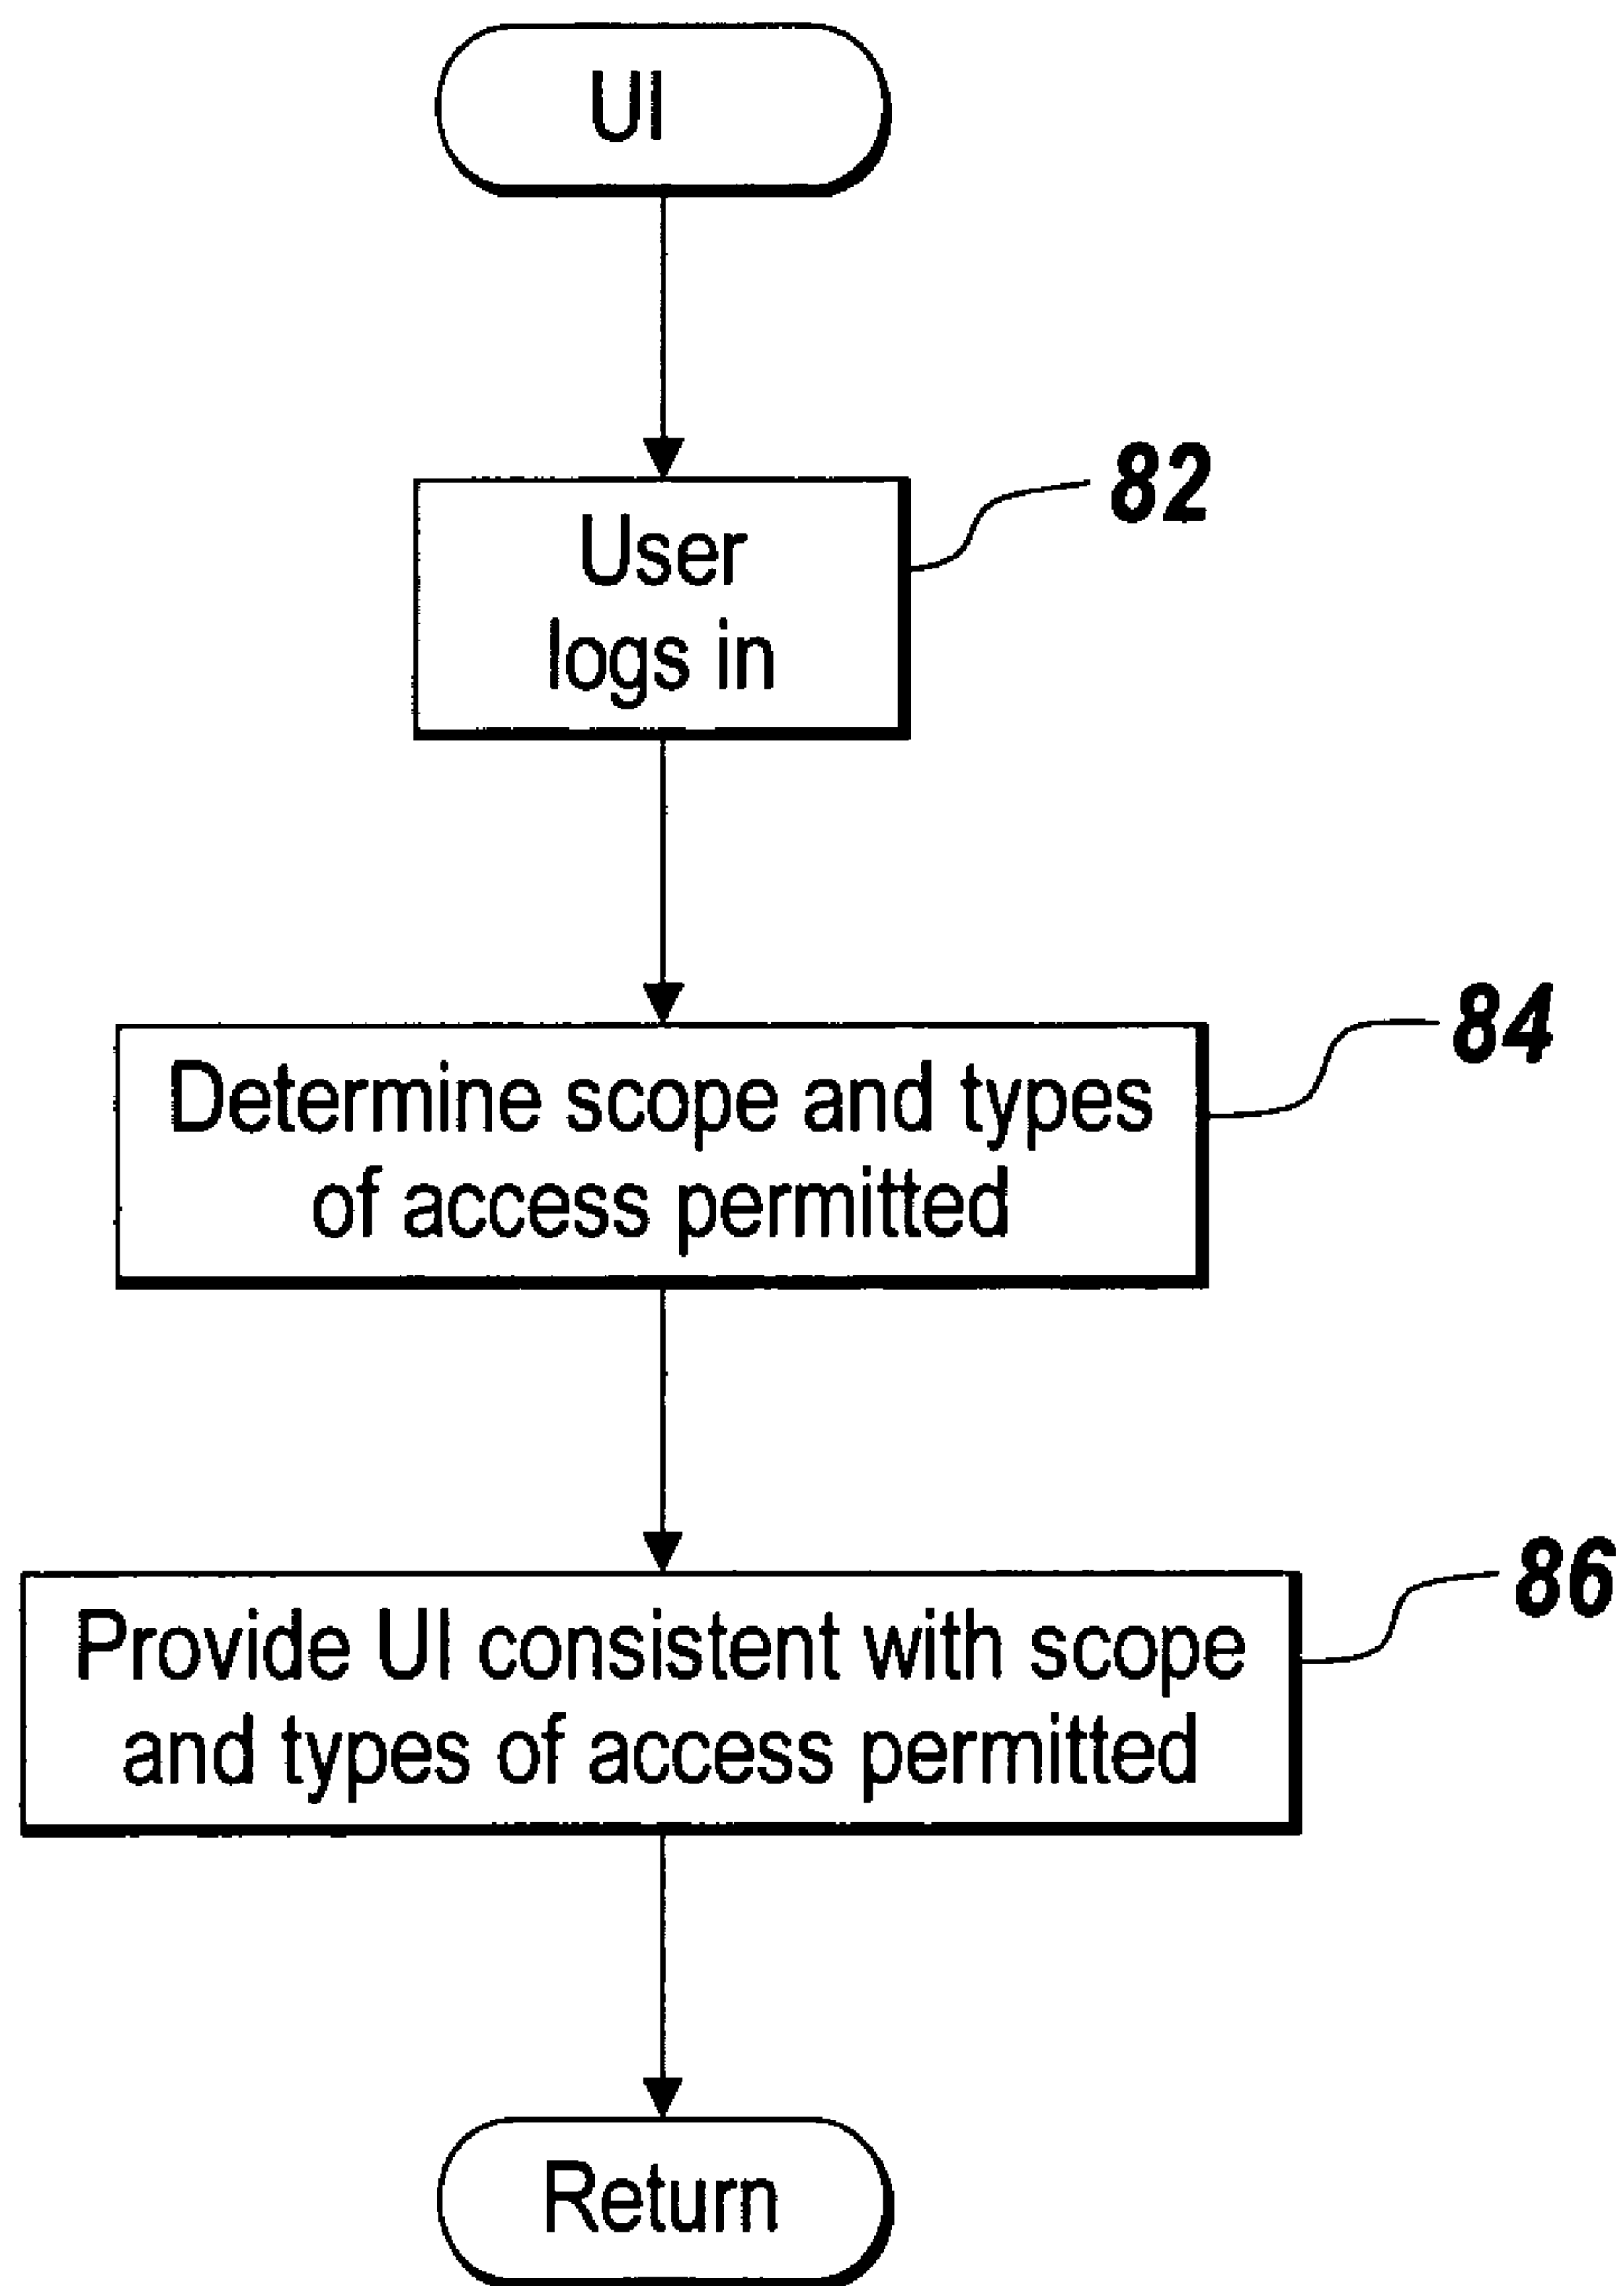 UI
User
logs in
82
Determine scope and types
of access permitted
84
Provide UI consistent with scope
and types of access permitted
86
Return